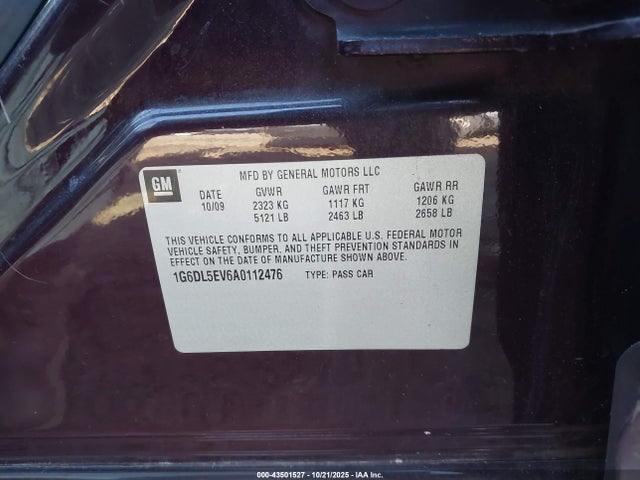 GM
MFD BY GENERAL MOTORS LLC
DATE GVWR GAWR FRT GAWR RR
10/09 2323 KG 1117 KG 1206 KG
5121 LB 2463 LB 2658 LB
THIS VEHICLE CONFORMS TO ALL APPLICABLE U.S. FEDERAL MOTOR
VEHICLE SAFETY, BUMPER, AND THEFT PREVENTION STANDARDS
IN EFFECT ON THE DATE OF MANUFACTURE SHOWN ABOVE.
1G6DL5EV6A0112476 TYPE: PASS CAR
000-43501527 - 10/21/2025 - IAA Inc.